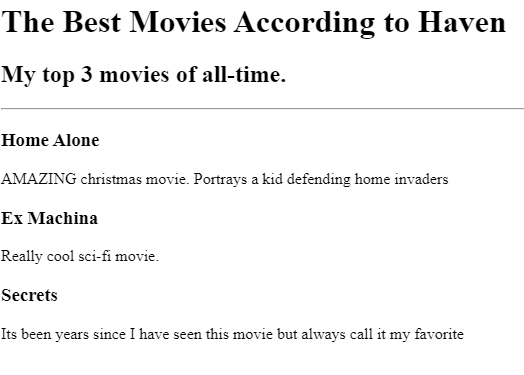 The Best Movies According to Haven
My top 3 movies of all-time.
Home Alone
AMAZING christmas movie. Portrays a kid defending home invaders
Ex Machina
Really cool sci-fi movie.
Secrets
Its been years since I have seen this movie but always call it my favorite